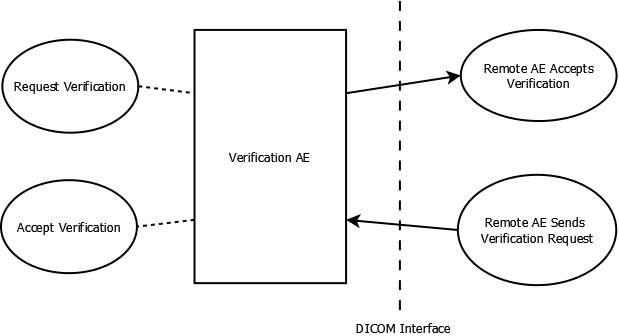 Request Verification
Accept Verification
Verification AE
Remote AE Accepts
Verification
Remote AE Sends
Verification Request
DICOM Interface